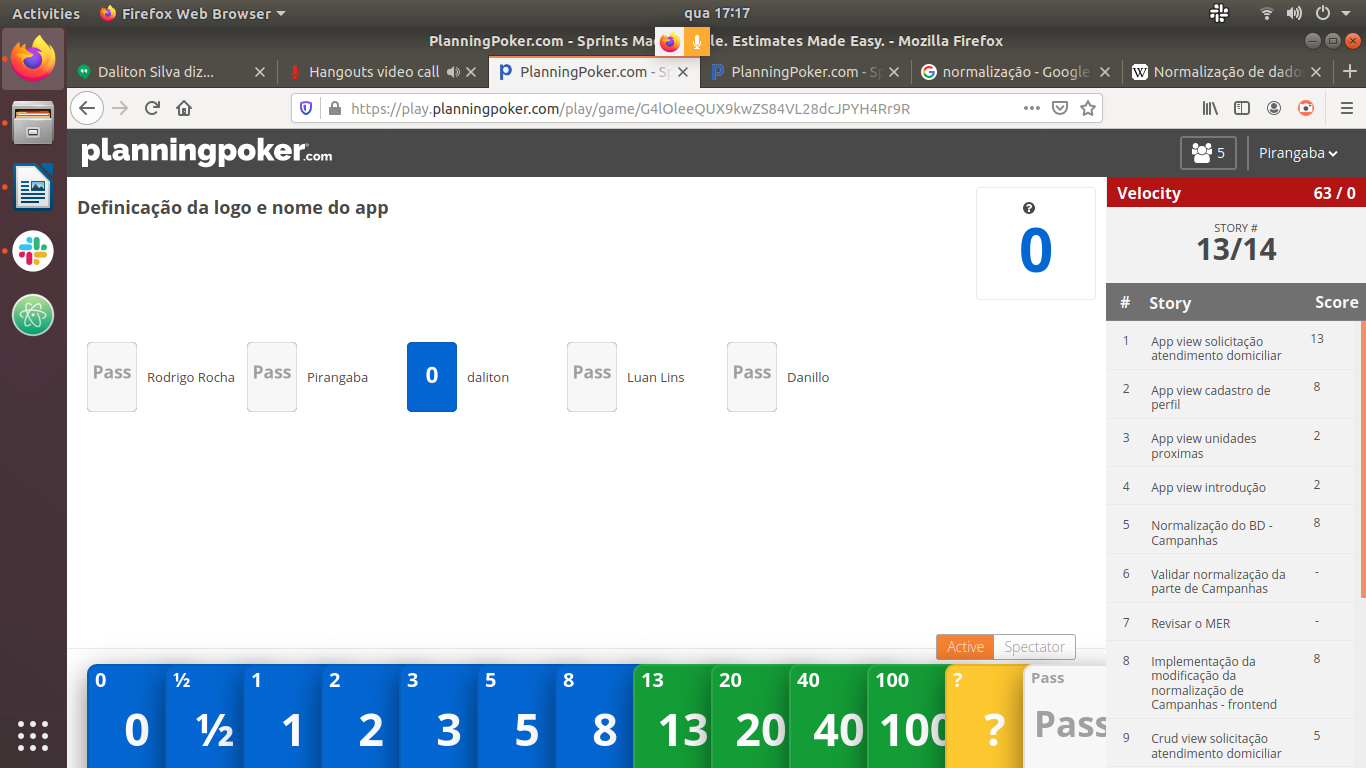 Activities
Firefox Web Browser
qua 17:17
PlanningPoker.com - Sprints Ma
le. Estimates Made Easy. - Mozilla Firefox
Daliton Silva diz...
Hangouts video call
PlanningPoker.com - Sp
PlanningPoker.com - Sp
normalização - Google
Normalização de dado
https://play.planningpoker.com/play/game/G4lOleeQUX9kwZS84VL28dcJPYH4Rr9R
planningpoker.com
5
Pirangaba
Definicação da logo e nome do app
?
0
Velocity 63 / 0
STORY #
13/14
# Story Score
1 App view solicitação 13
atendimento domiciliar
2 App view cadastro de 8
perfil
3 App view unidades 2
proximas
4 App view introdução 2
5 Normalização do BD - 8
Campanhas
6 Validar normalização da -
parte de Campanhas
7 Revisar o MER -
8 Implementação da 8
modificação da
normalização de
Campanhas - frontend
9 Crud view solicitação 5
atendimento domiciliar
Pass Rodrigo Rocha
Pass Pirangaba
0 daliton
Pass Luan Lins
Pass Danillo
Active Spectator
0 ½ 1 2 3 5 8 13 20 40 100 ? Pass
0 ½ 1 2 3 5 8 13 20 40 100 ? Pass